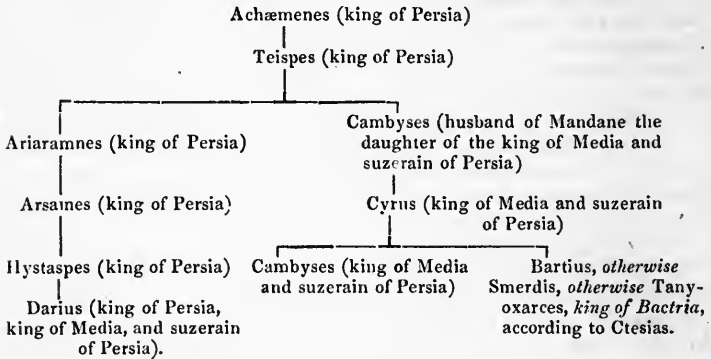 Achæmenes (king of Persia)
Teispes (king of Persia)
Ariaramnes (king of Persia)
Cambyses (husband of Mandane the
daughter of the king of Media and
suzerain of Persia)
Arsames (king of Persia)
Cyrus (king of Media and suzerain
of Persia)
Hystaspes (king of Persia)
Cambyses (king of Media
and suzerain of Persia)
Bartius, otherwise
Smerdis, otherwise Tany-
oxarces, king of Bactria,
according to Ctesias.
Darius (king of Persia,
king of Media, and suzerain
of Persia).